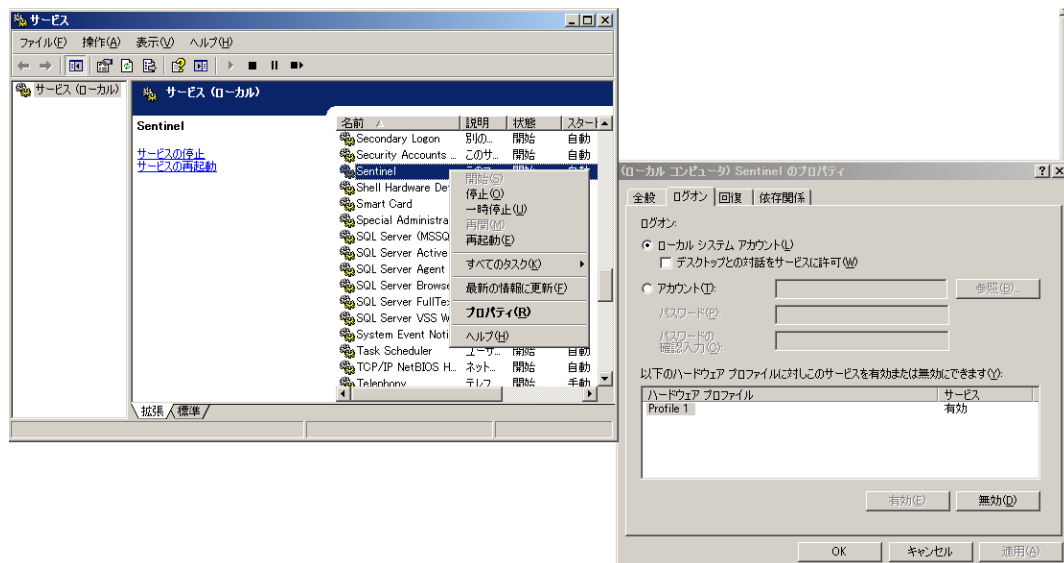 サービス
ファイル(F) 操作(A) 表示(V) ヘルプ(H)
サービス (ローカル)
サービス (ローカル)
Sentinel
サービスの停止
サービスの再起動
名前 説明 状態 スタート
Secondary Logon 別の... 開始 自動
Security Accounts ... このサ... 開始 自動
Sentinel
Shell Hardware De
Smart Card
Special Administra
SQL Server (MSSQ
SQL Server Active
SQL Server Agent
SQL Server Browse
SQL Server FullTe
SQL Server VSS W
System Event Noti
Task Scheduler ユーザ... 開始 自動
TCP/IP NetBIOS H... ネット... 開始 自動
Telephony テレフ 開始 手動
開始(S)
停止(O)
一時停止(U)
再開(M)
再起動(E)
すべてのタスク(K)
最新の情報に更新(F)
プロパティ(R)
ヘルプ(H)
拡張 標準
(ローカル コンピュータ) Sentinel のプロパティ
全般 ログオン 回復 依存関係
ログオン:
ローカル システム アカウント(L)
デスクトップとの対話をサービスに許可(W)
アカウント(T): 参照(B)...
パスワード(P):
パスワードの
確認入力(C):
以下のハードウェア プロファイルに対しこのサービスを有効または無効にできます(Y):
ハードウェア プロファイル サービス
Profile 1 有効
有効(E) 無効(D)
OK キャンセル 適用(A)